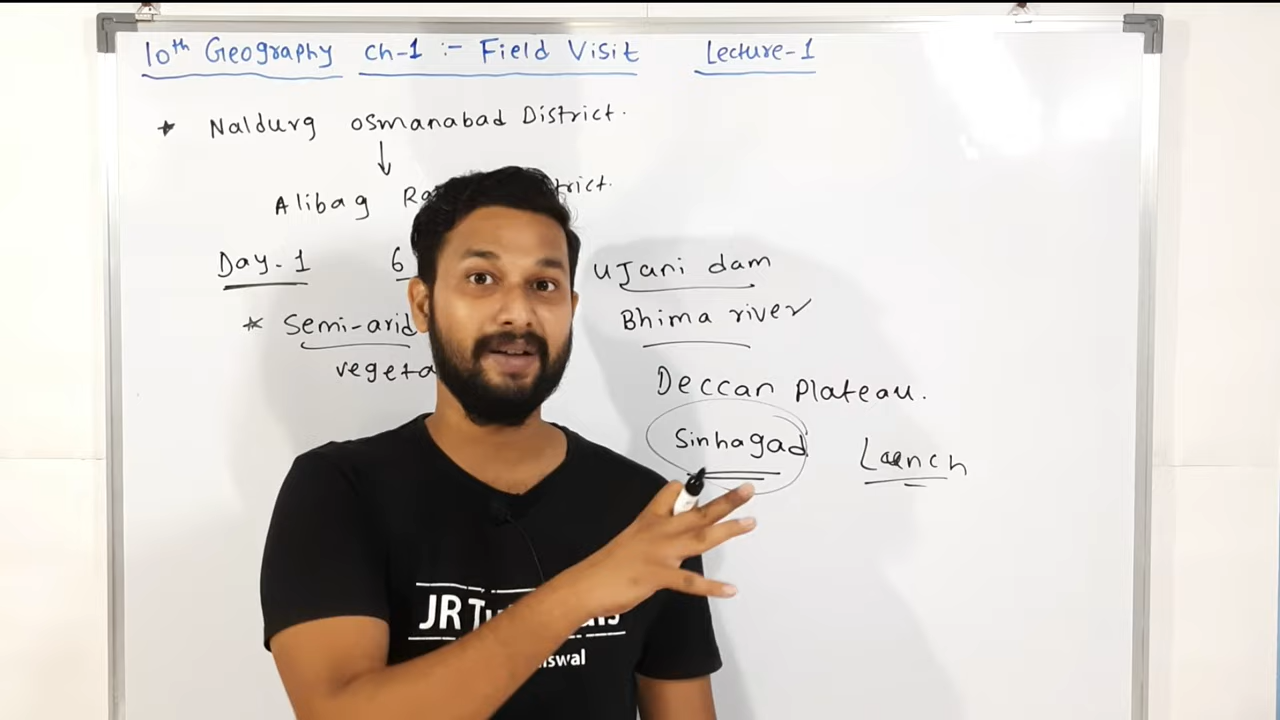 10th Geography ch-1 :- Field Visit Lecture-1
* Naldurg osmanabad District.
↓
Alibag
Day-1 6 ujani dam
* Semi-arid Bhima river
Deccan plateau.
Sinhagad
JR